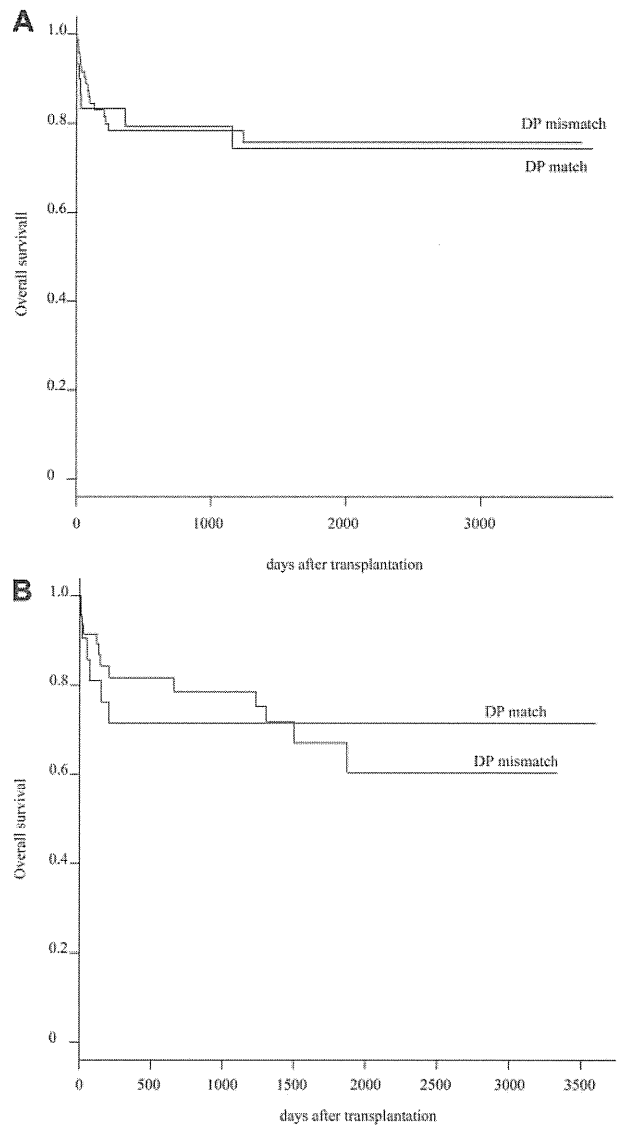 A
1.0
0.8
0.6
0.4
0.2
0
Overall survivall
DP mismatch
DP match
0 1000 2000 3000
days after transplantation
B
1.0
0.8
0.6
0.4
0.2
0
Overall survival
DP match
DP mismatch
0 500 1000 1500 2000 2500 3000 3500
days after transplantation